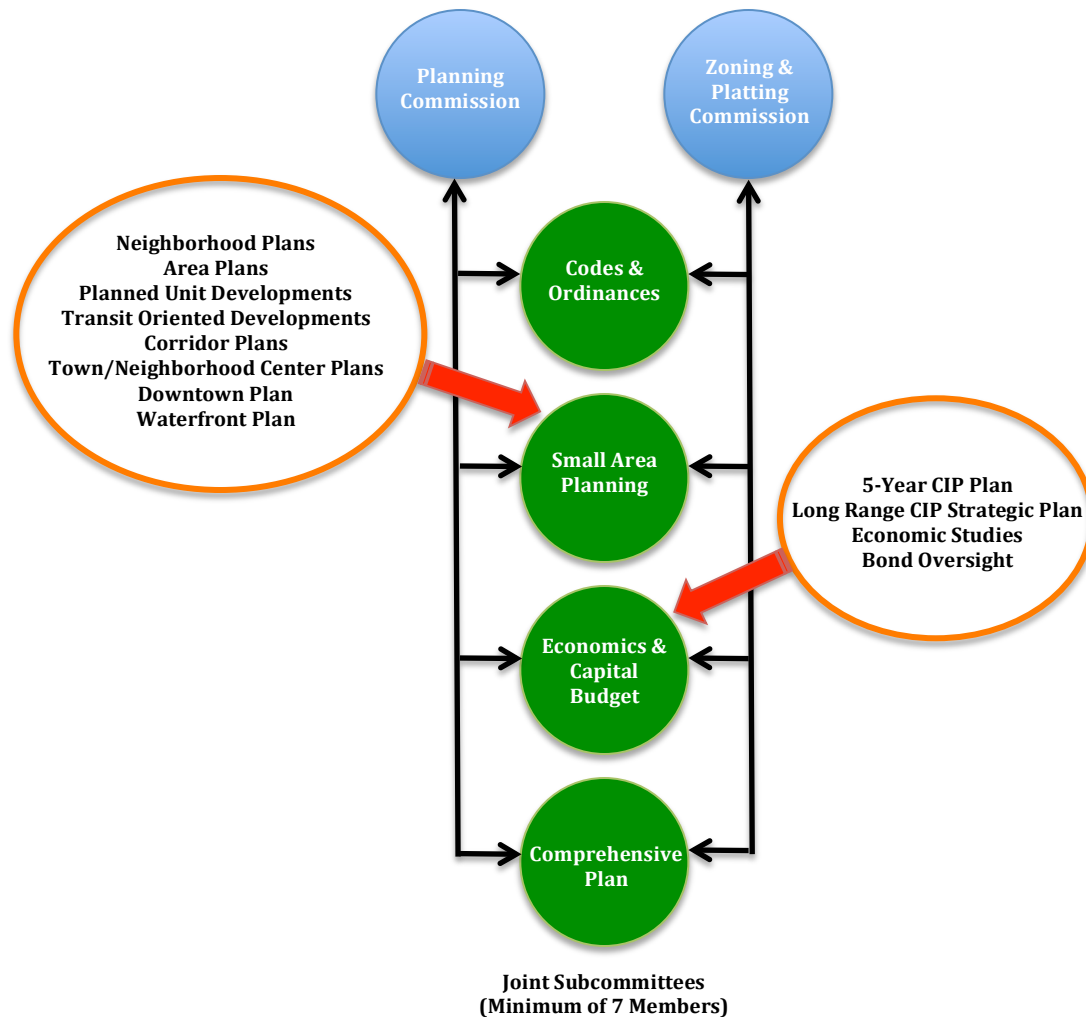 Planning
Commission
Zoning &
Platting
Commission
Neighborhood Plans
Area Plans
Planned Unit Developments
Transit Oriented Developments
Corridor Plans
Town/Neighborhood Center Plans
Downtown Plan
Waterfront Plan
Codes &
Ordinances
Small Area
Planning
5-Year CIP Plan
Long Range CIP Strategic Plan
Economic Studies
Bond Oversight
Economics &
Capital
Budget
Comprehensive
Plan
Joint Subcommittees
(Minimum of 7 Members)